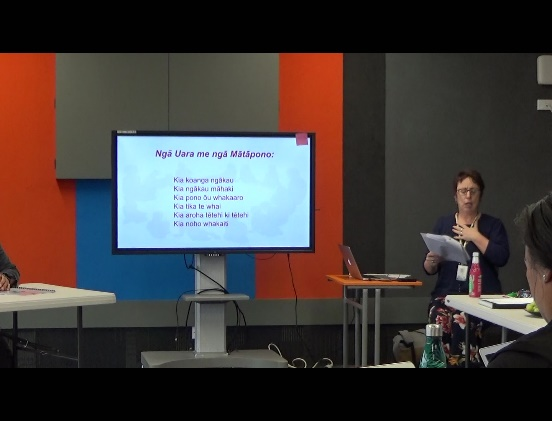 Ngā Uara me ngā Mātāpono:
Kia koanga ngākau
Kia ngākau māhaki
Kia pono ōu whakaaro
Kia tika te whai
Kia aroha tētehi ki tētehi
Kia noho whakaiti